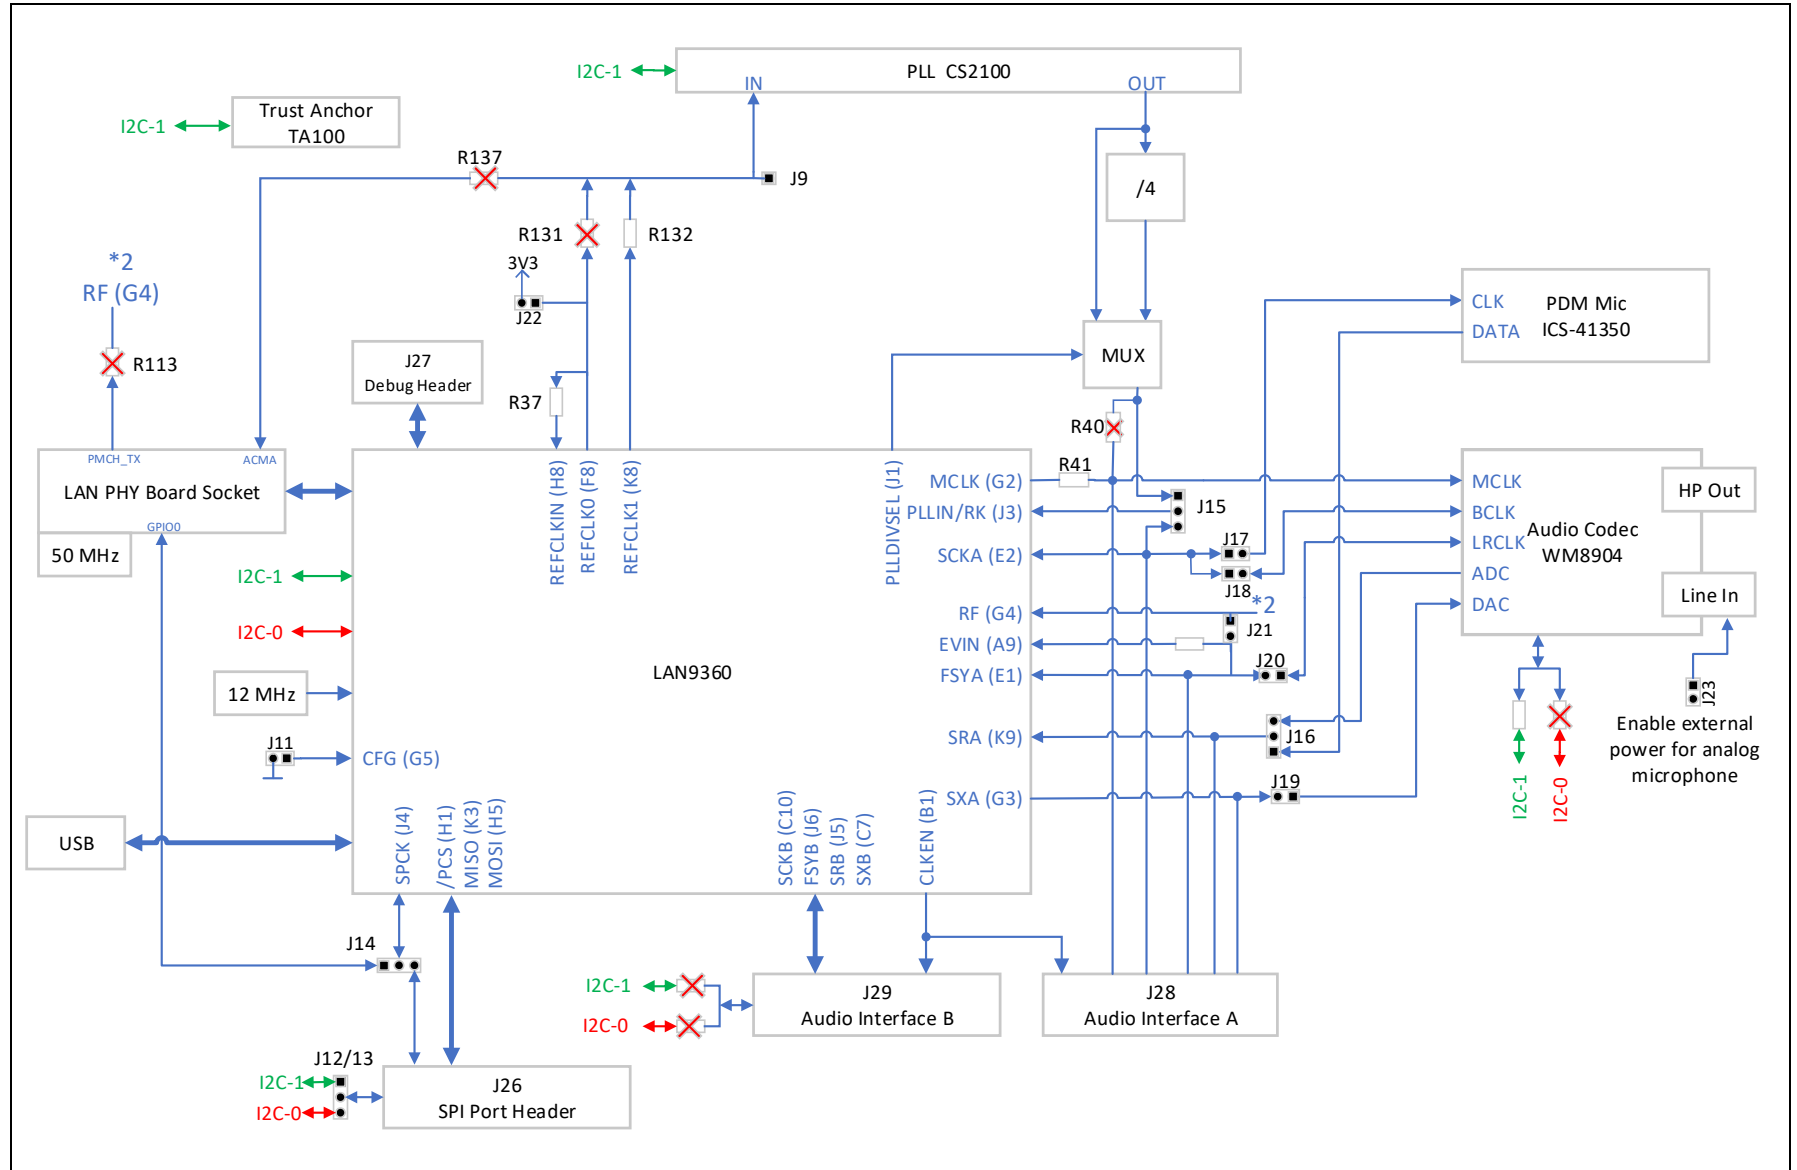 I2C-1
PLL  CS2100
IN
OUT
Trust Anchor
TA100
I2C-1
R137
J9
/4
R131
R132
3V3
J22
*2
RF (G4)
R113
J27
Debug Header
R37
MUX
R40
CLK
DATA
PDM Mic
ICS-41350
PMCH_TX
ACMA
LAN PHY Board Socket
GPIO0
50 MHz
REFCLKIN (H8)
REFCLK0 (F8)
REFCLK1 (K8)
PLLDIV/SEL (J1)
R41
MCLK (G2)
PLLIN/RK (J3)
SCKA (E2)
RF (G4)
EVIN (A9)
FSYA (E1)
SRA (K9)
SXA (G3)
J15
J17
J18
*2
J21
J20
J16
J19
MCLK
BCLK
LRCLK
ADC
DAC
Audio Codec
WM8904
HP Out
Line In
J23
Enable external
power for analog
microphone
I2C-1
I2C-0
I2C-1
I2C-0
LAN9360
12 MHz
J11
CFG (G5)
USB
SPCK (J4)
/PCS (H1)
MISO (K3)
MOSI (H5)
SCKB (C10)
FSYB (J6)
SRB (J5)
SXB (C7)
CLKEN (B1)
J14
I2C-1
I2C-0
J29
Audio Interface B
J28
Audio Interface A
J12/13
I2C-1
I2C-0
J26
SPI Port Header